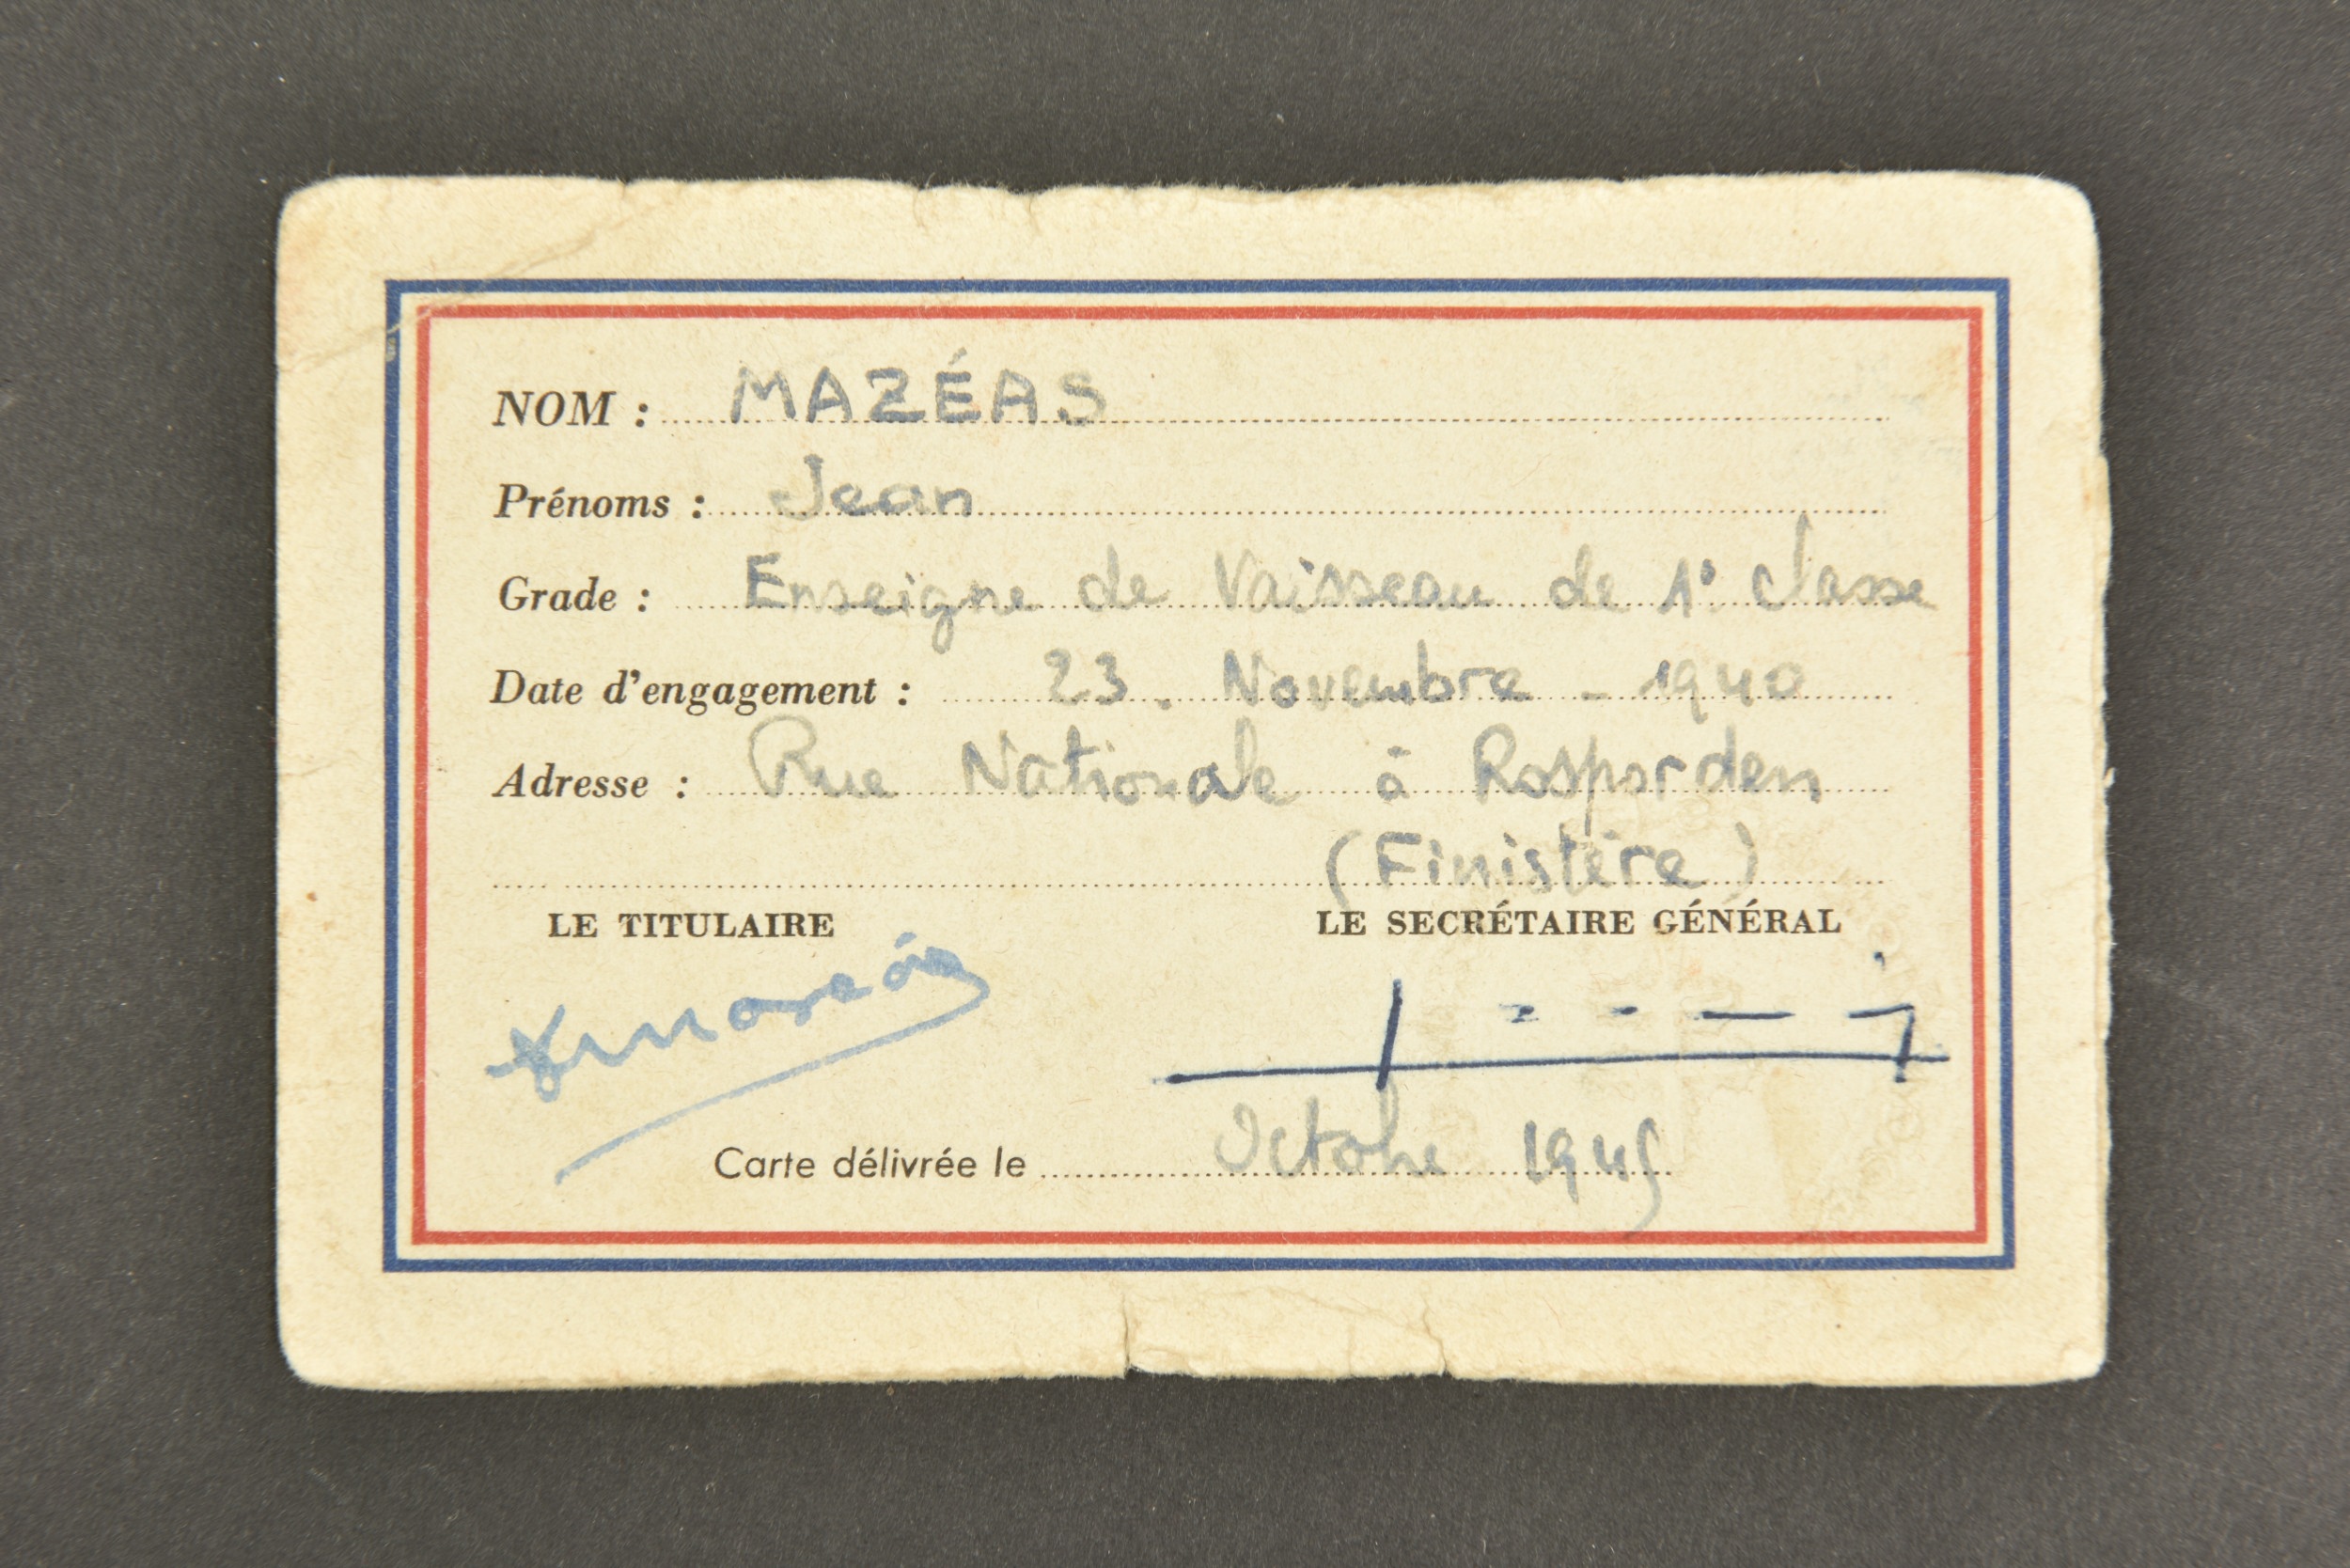 NOM : MAZÉAS
Prénoms : Jean
Grade : Enseigne de Vaisseau de 1° classe
Date d'engagement : 23. Novembre - 1940
Adresse : Rue Nationale à Rosporden
(Finistère)
LE TITULAIRE LE SECRÉTAIRE GÉNÉRAL
Carte délivrée le Octobre 1945